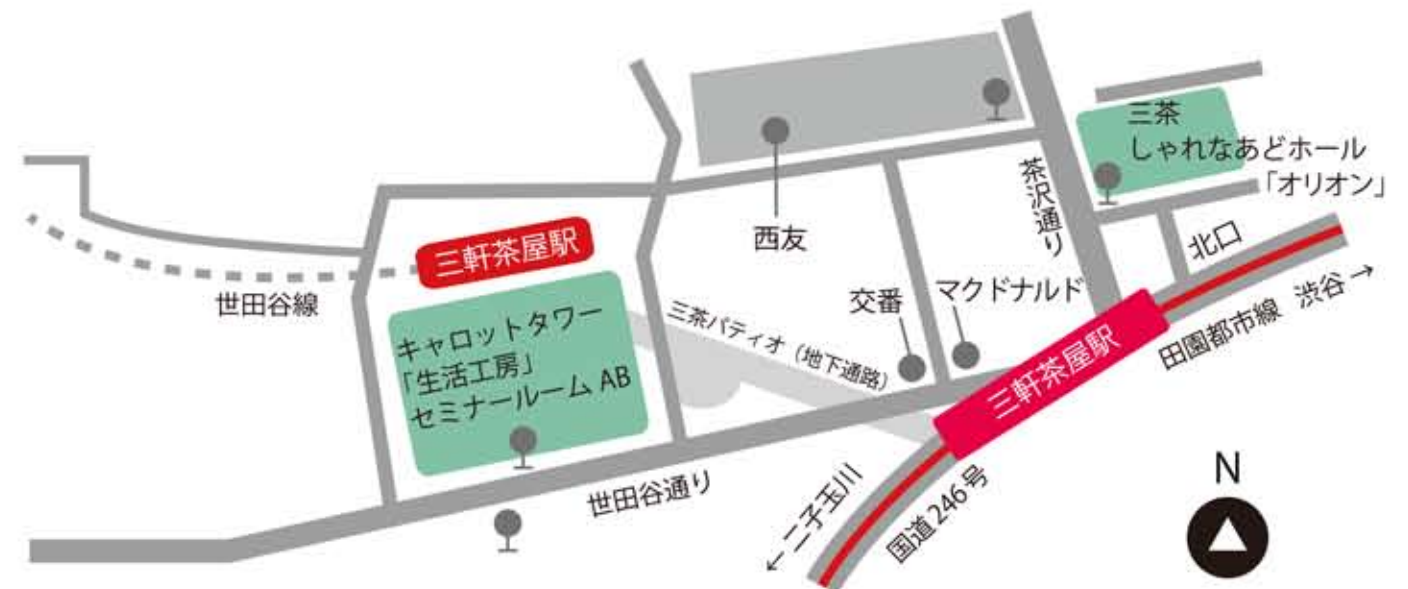 三茶
しゃれなあどホール
「オリオン」
茶沢通り
西友
北口
三軒茶屋駅
世田谷線
キャロットタワー
「生活工房」
セミナールーム AB
三茶パティオ（地下通路）
交番
マクドナルド
三軒茶屋駅
田園都市線 渋谷→
世田谷通り
←二子玉川
国道246号
N